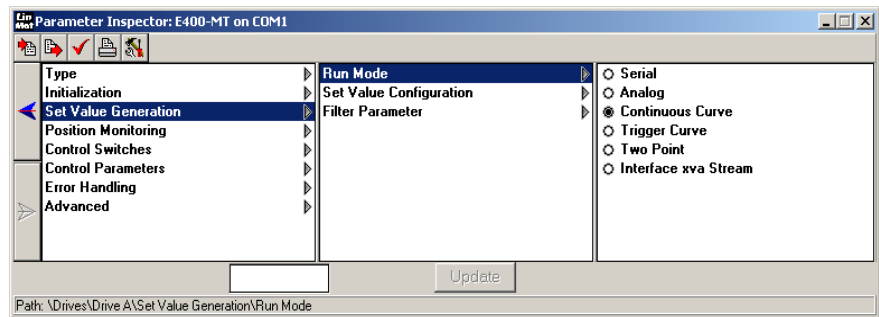 Lin Mot Parameter Inspector: E400-MT on COM1
Type
Initialization
Set Value Generation
Position Monitoring
Control Switches
Control Parameters
Error Handling
Advanced
Run Mode
Set Value Configuration
Filter Parameter
Serial
Analog
Continuous Curve
Trigger Curve
Two Point
Interface xva Stream
Update
Path: \Drives\Drive A\Set Value Generation\Run Mode